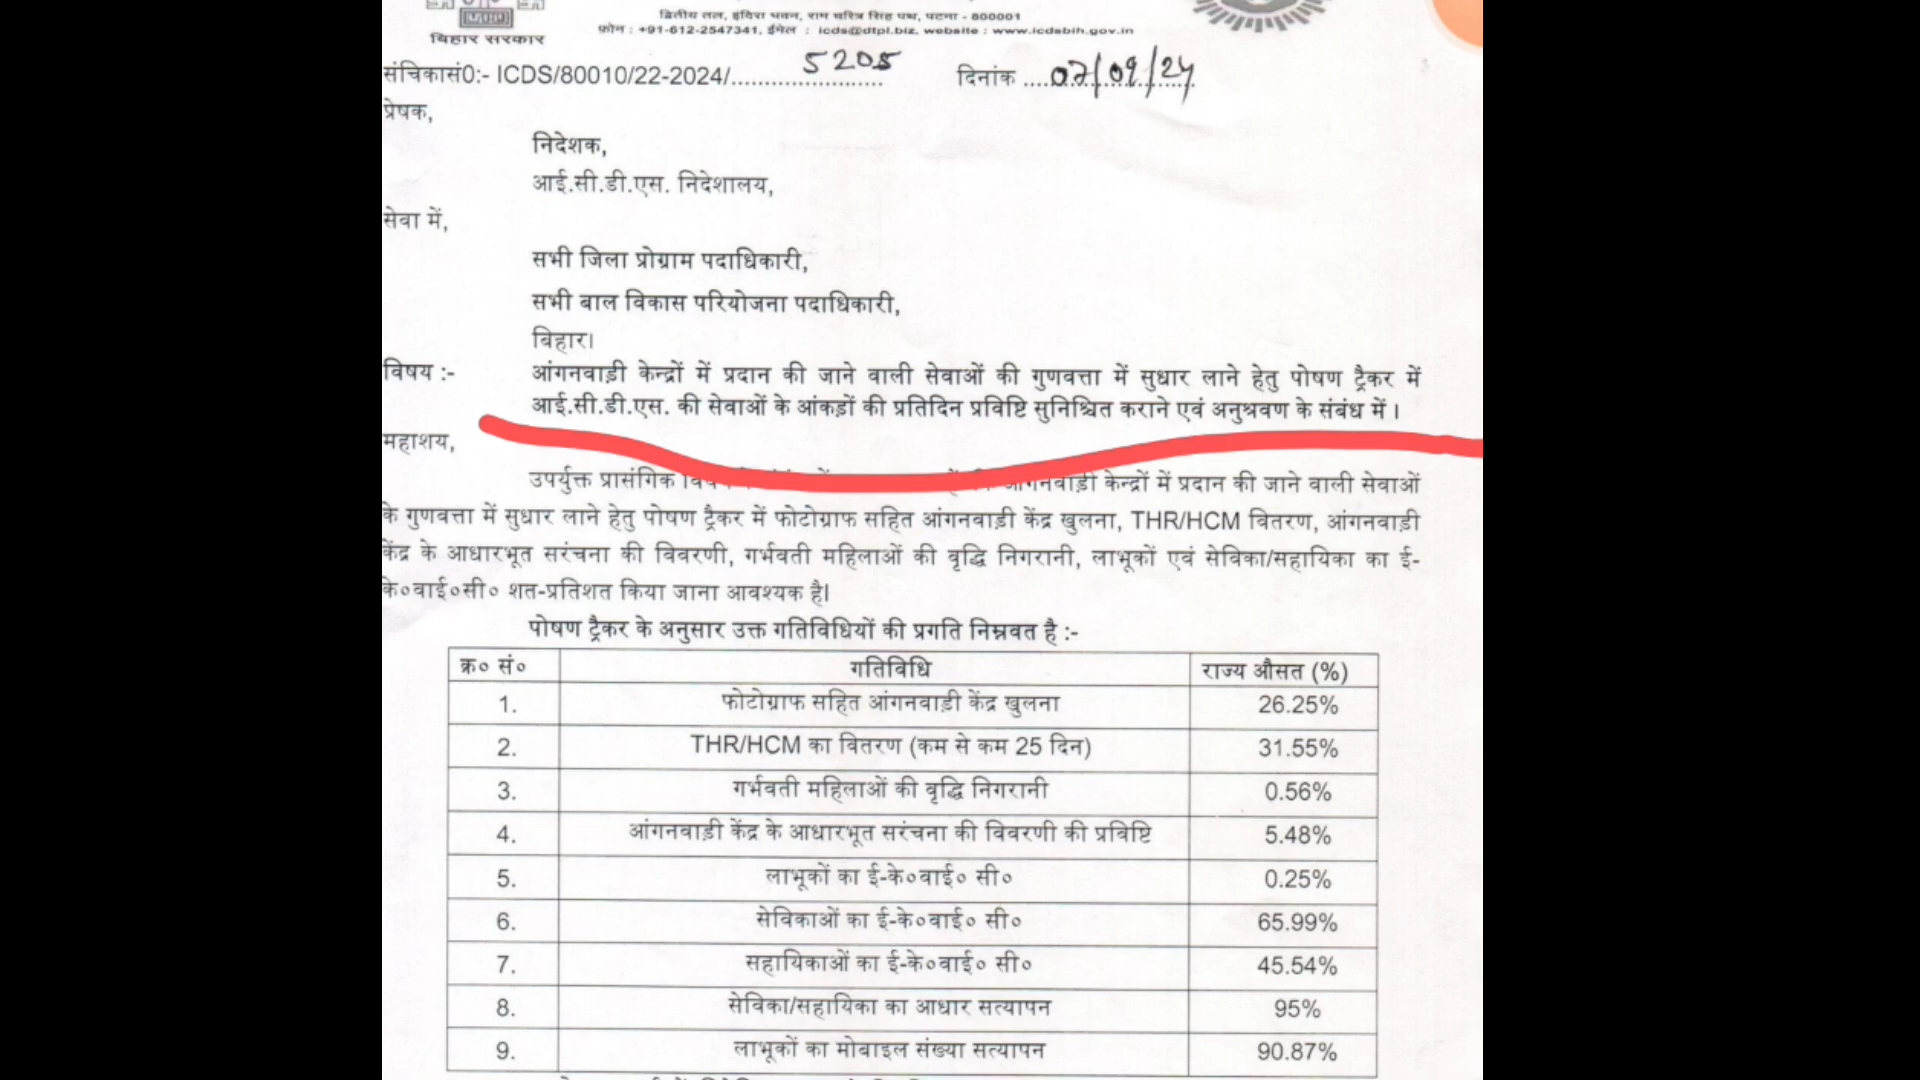 बिहार सरकार
द्वितीय तल, इंदिरा भवन, राम चरित्र सिंह पथ, पटना - 800001
फ़ोन : +91-612-2547341, ईमेल : icds@dtpl.biz, website : www.icdsbih.gov.in
संचिकासं0:- ICDS/80010/22-2024/....5205....
दिनांक ....07/09/24....
प्रेषक,
निदेशक,
आई.सी.डी.एस. निदेशालय,
सेवा में,
सभी जिला प्रोग्राम पदाधिकारी,
सभी बाल विकास परियोजना पदाधिकारी,
बिहार।
विषय :- आंगनवाड़ी केन्द्रों में प्रदान की जाने वाली सेवाओं की गुणवत्ता में सुधार लाने हेतु पोषण ट्रैकर में
आई.सी.डी.एस. की सेवाओं के आंकड़ों की प्रतिदिन प्रविष्टि सुनिश्चित कराने एवं अनुश्रवण के संबंध में ।
महाशय,
उपर्युक्त प्रासंगिक आंगनवाड़ी केन्द्रों में प्रदान की जाने वाली सेवाओं
के गुणवत्ता में सुधार लाने हेतु पोषण ट्रैकर में फोटोग्राफ सहित आंगनवाड़ी केंद्र खुलना, THR/HCM वितरण, आंगनवाड़ी
केंद्र के आधारभूत सरंचना की विवरणी, गर्भवती महिलाओं की वृद्धि निगरानी, लाभूकों एवं सेविका/सहायिका का ई-
के०वाई०सी० शत-प्रतिशत किया जाना आवश्यक है।
पोषण ट्रैकर के अनुसार उक्त गतिविधियों की प्रगति निम्नवत है :-
क्र० सं० गतिविधि राज्य औसत (%)
1. फोटोग्राफ सहित आंगनवाड़ी केंद्र खुलना 26.25%
2. THR/HCM का वितरण (कम से कम 25 दिन) 31.55%
3. गर्भवती महिलाओं की वृद्धि निगरानी 0.56%
4. आंगनवाड़ी केंद्र के आधारभूत सरंचना की विवरणी की प्रविष्टि 5.48%
5. लाभूकों का ई-के०वाई० सी० 0.25%
6. सेविकाओं का ई-के०वाई० सी० 65.99%
7. सहायिकाओं का ई-के०वाई० सी० 45.54%
8. सेविका/सहायिका का आधार सत्यापन 95%
9. लाभूकों का मोबाइल संख्या सत्यापन 90.87%